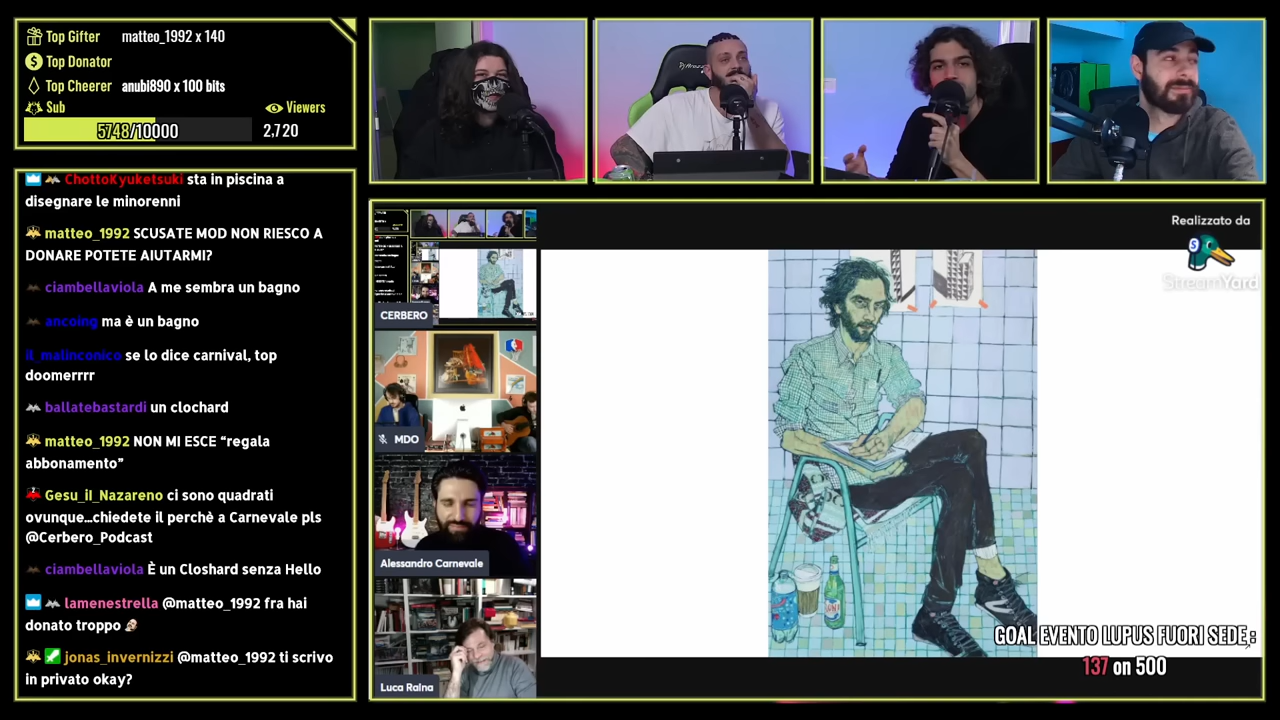 Top Gifter matteo_1992 x 140
Top Donator
Top Cheerer anubi890 x 100 bits
Sub Viewers
5748/10000 2,720
ChottoKyuketsuki sta in piscina a
disegnare le minorenni
matteo_1992 SCUSATE MOD NON RIESCO A
DONARE POTETE AIUTARMI?
ciambellaviola A me sembra un bagno
ancoing ma è un bagno
il_malinconico se lo dice carnival, top
doomerrrr
ballatebastardi un clochard
matteo_1992 NON MI ESCE “regala
abbonamento”
Gesu_il_Nazareno ci sono quadrati
ovunque...chiedete il perchè a Carnevale pls
@Cerbero_Podcast
ciambellaviola È un Closhard senza Hello
lamenestrella @matteo_1992 fra hai
donato troppo
jonas_invernizzi @matteo_1992 ti scrivo
in privato okay?
CERBERO
MDO
Alessandro Carnevale
Luca Raina
Realizzato da
S
StreamYard
GOAL EVENTO LUPUS FUORI SEDE :
137 on 500